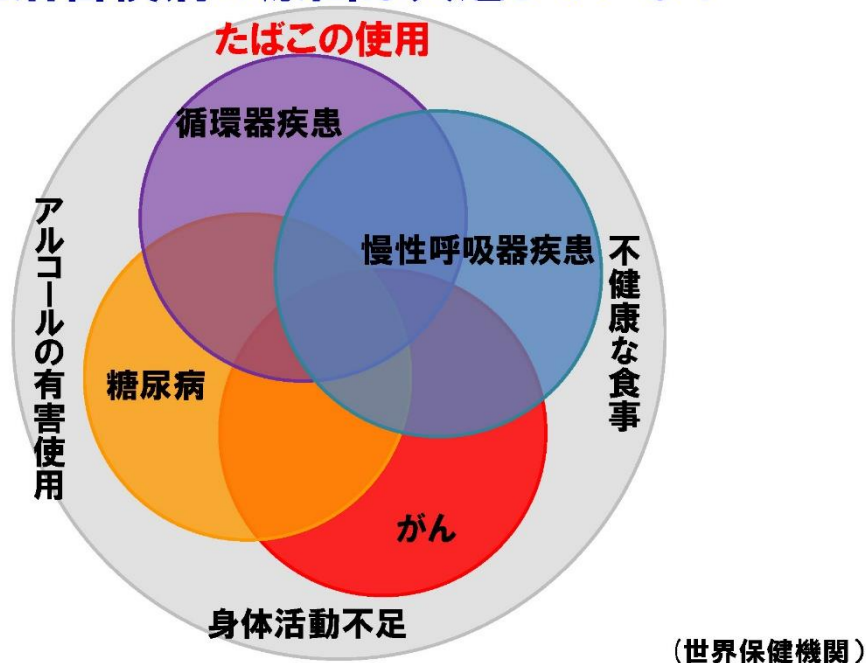 たばこの使用
循環器疾患
慢性呼吸器疾患
アルコールの有害使用
不健康な食事
糖尿病
がん
身体活動不足
(世界保健機関)